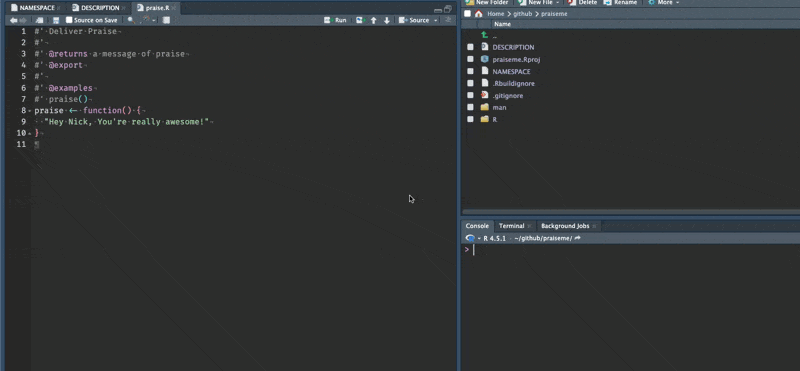 NAMESPACE
DESCRIPTION
praise.R
Source on Save
Run
Source
1 #' Deliver Praise
2 #'
3 #' @returns a message of praise
4 #' @export
5 #'
6 #' @examples
7 #' praise()
8 praise <- function() {
9 "Hey Nick, You're really awesome!"
10 }
11
New Folder
New File
Delete
Rename
More
Home > github > praiseme
Name
..
DESCRIPTION
praiseme.Rproj
NAMESPACE
.Rbuildignore
.gitignore
man
R
Console Terminal Background Jobs
R 4.5.1 · ~/github/praiseme/
>